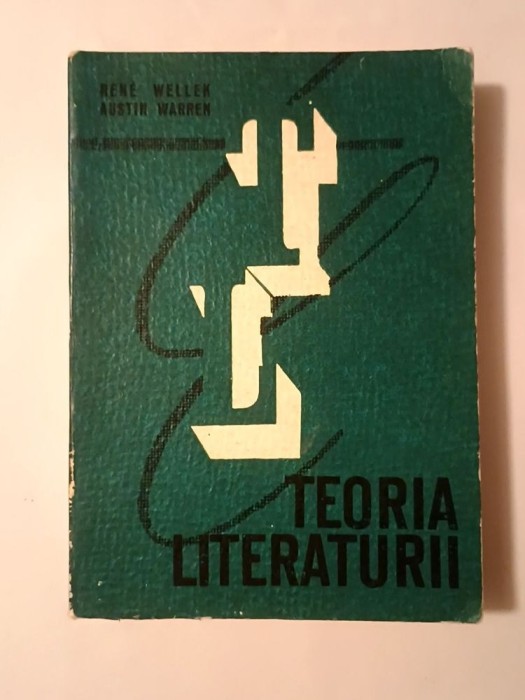 RENÉ WELLEK
AUSTIN WARREN
TEORIA
LITERATURII